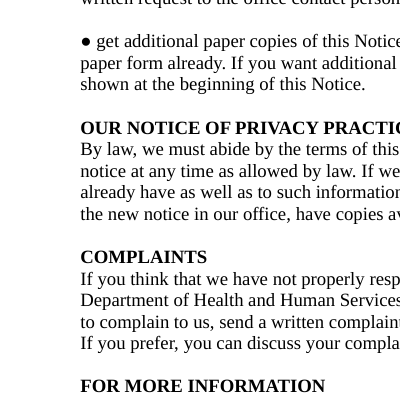 written request to the office contact person
● get additional paper copies of this Notice
paper form already. If you want additional
shown at the beginning of this Notice.
OUR NOTICE OF PRIVACY PRACTIC
By law, we must abide by the terms of this
notice at any time as allowed by law. If we
already have as well as to such information
the new notice in our office, have copies av
COMPLAINTS
If you think that we have not properly resp
Department of Health and Human Services
to complain to us, send a written complaint
If you prefer, you can discuss your compla
FOR MORE INFORMATION